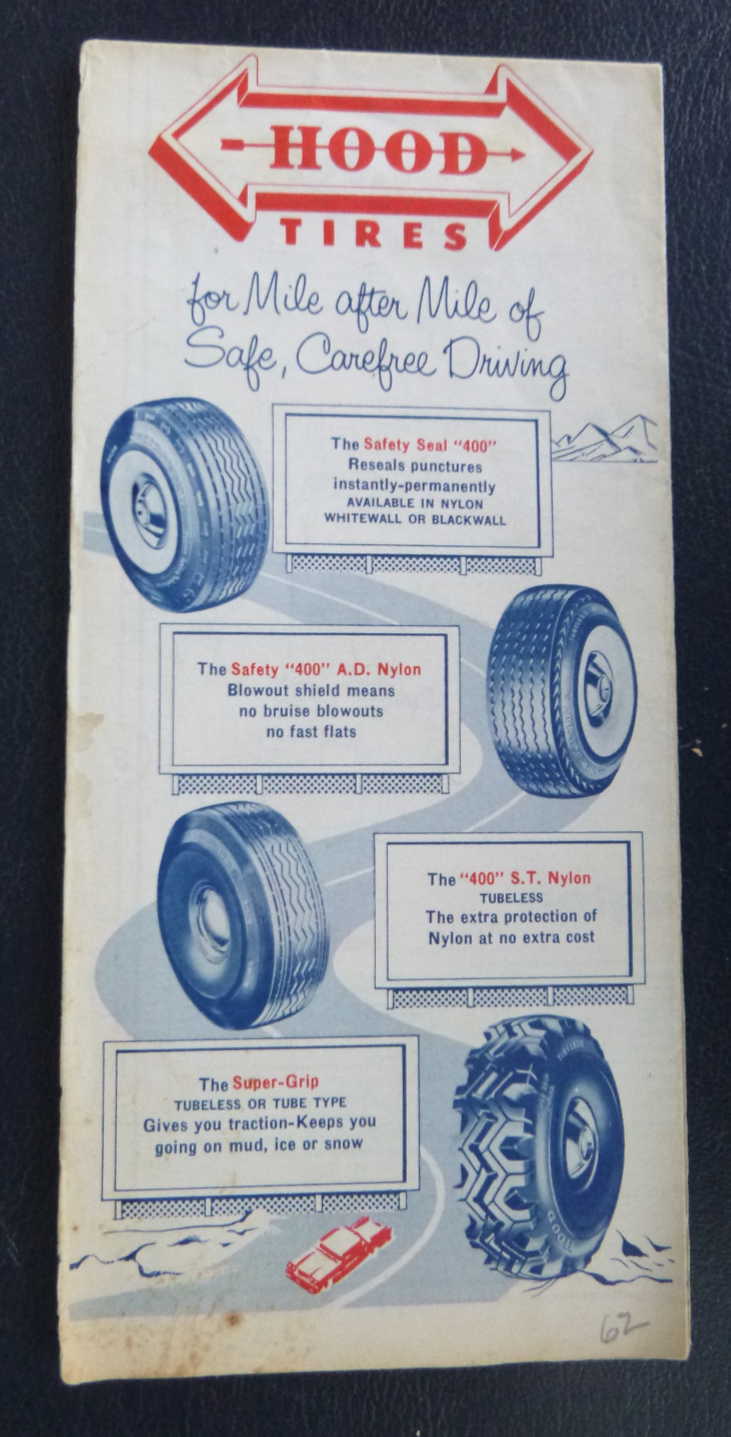 HOOD
TIRES
for Mile after Mile of
Safe, Carefree Driving
The Safety Seal "400"
Reseals punctures
instantly-permanently
AVAILABLE IN NYLON
WHITEWALL OR BLACKWALL
The Safety "400" A.D. Nylon
Blowout shield means
no bruise blowouts
no fast flats
The "400" S.T. Nylon
TUBELESS
The extra protection of
Nylon at no extra cost
The Super-Grip
TUBELESS OR TUBE TYPE
Gives you traction-Keeps you
going on mud, ice or snow
HOOD
62